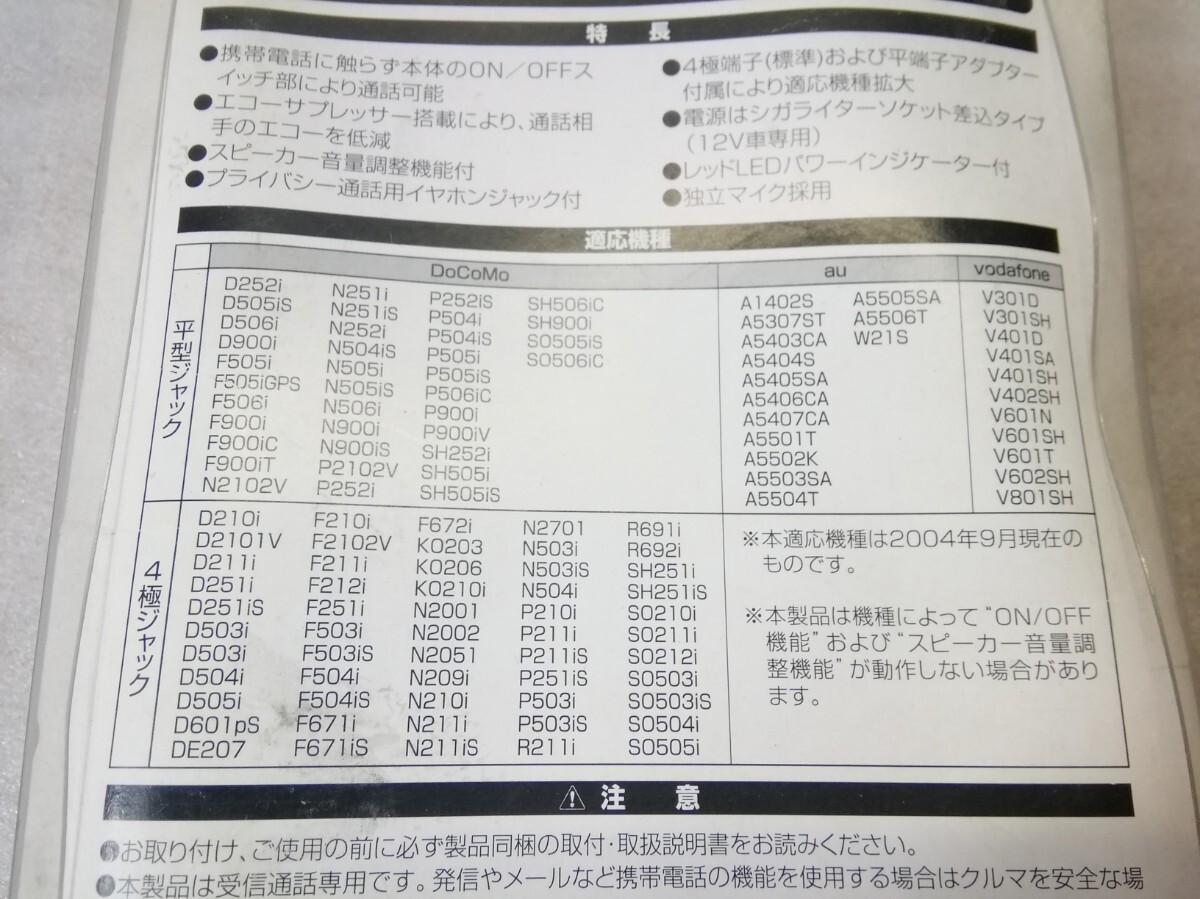 特 長
●携帯電話に触らず本体のON／OFFス
イッチ部により通話可能
●エコーサプレッサー搭載により、通話相
手のエコーを低減
●スピーカー音量調整機能付
●プライバシー通話用イヤホンジャック付
●4極端子(標準)および平端子アダプター
付属により適応機種拡大
●電源はシガライターソケット差込タイプ
(12V車専用)
●レッドLEDパワーインジケーター付
●独立マイク採用
適応機種
DoCoMo au vodafone
平型ジャック
D252i
D505iS
D506i
D900i
F505i
F505iGPS
F506i
F900i
F900iC
F900iT
N2102V
N251i
N251iS
N252i
N504iS
N505i
N505iS
N506i
N900i
N900iS
P2102V
P252i
P252iS
P504i
P504iS
P505i
P505iS
P506iC
P900i
P900iV
SH252i
SH505i
SH505iS
SH506iC
SH900i
SO505iS
SO506iC
A1402S
A5307ST
A5403CA
A5404S
A5405SA
A5406CA
A5407CA
A5501T
A5502K
A5503SA
A5504T
A5505SA
A5506T
W21S
V301D
V301SH
V401D
V401SA
V401SH
V402SH
V601N
V601SH
V601T
V602SH
V801SH
4極ジャック
D210i
D2101V
D211i
D251i
D251iS
D503i
D503i
D504i
D505i
D601pS
DE207
F210i
F2102V
F211i
F212i
F251i
F503i
F503iS
F504i
F504iS
F671i
F671iS
F672i
KO203
KO206
KO210i
N2001
N2002
N2051
N209i
N210i
N211i
N211iS
N2701
N503i
N503iS
N504i
P210i
P211i
P211iS
P251iS
P503i
P503iS
R211i
R691i
R692i
SH251i
SH251iS
SO210i
SO211i
SO212i
SO503i
SO503iS
SO504i
SO505i
※本適応機種は2004年9月現在の
ものです。
※本製品は機種によって“ON/OFF
機能”および“スピーカー音量調
整機能”が動作しない場合があり
ます。
⚠ 注 意
●お取り付け、ご使用の前に必ず製品同梱の取付・取扱説明書をお読みください。
●本製品は受信通話専用です。発信やメールなど携帯電話の機能を使用する場合はクルマを安全な場